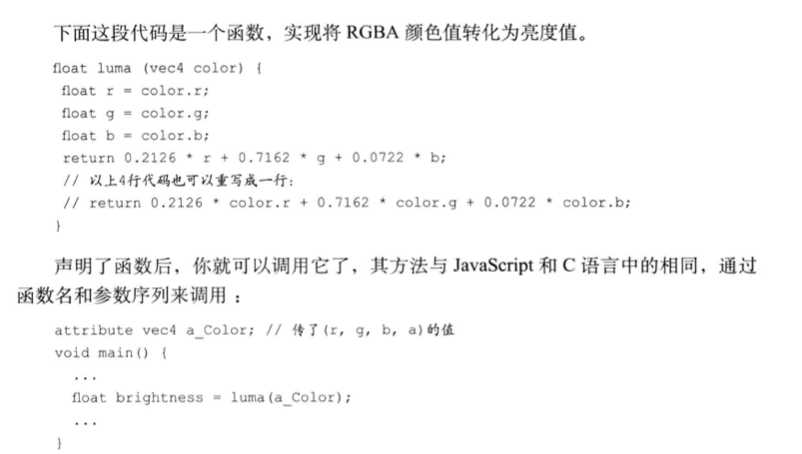 下面这段代码是一个函数，实现将 RGBA 颜色值转化为亮度值。
float luma (vec4 color) {
float r = color.r;
float g = color.g;
float b = color.b;
return 0.2126 * r + 0.7162 * g + 0.0722 * b;
// 以上4行代码也可以重写成一行：
// return 0.2126 * color.r + 0.7162 * color.g + 0.0722 * color.b;
}
声明了函数后，你就可以调用它了，其方法与 JavaScript 和 C 语言中的相同，通过
函数名和参数序列来调用：
attribute vec4 a_Color; // 传了(r, g, b, a)的值
void main() {
...
float brightness = luma(a_Color);
...
}